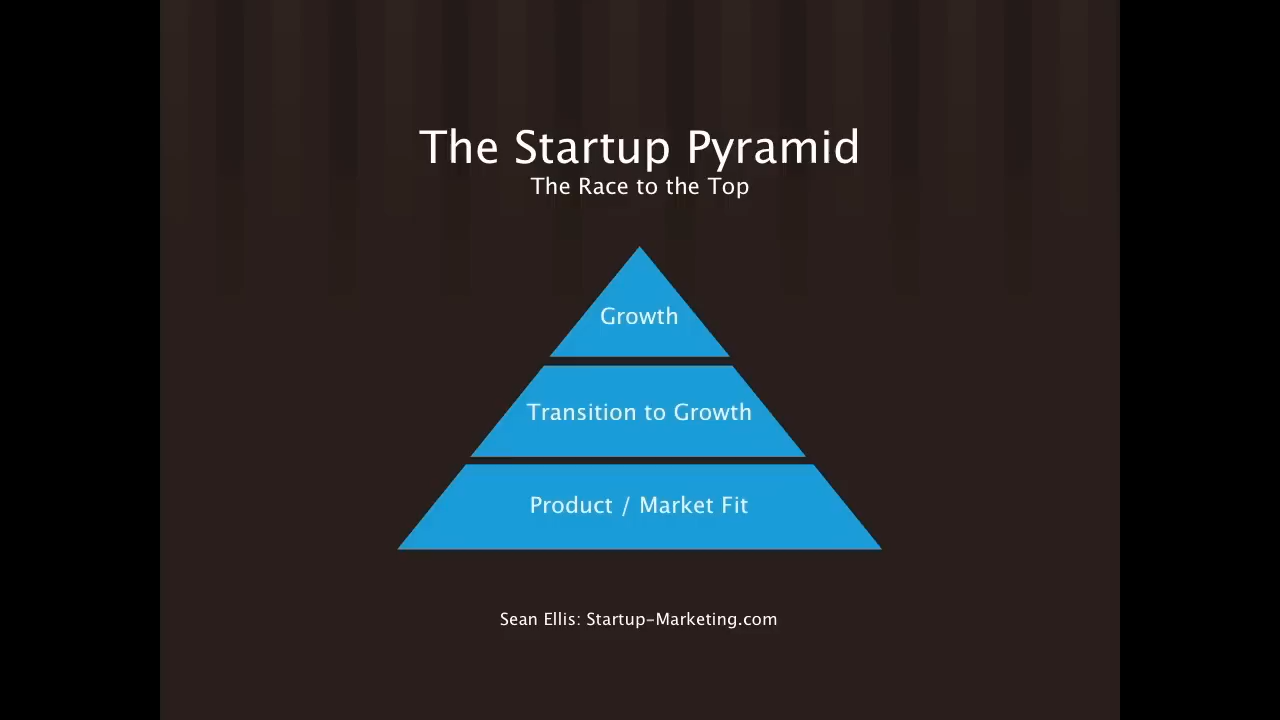 The Startup Pyramid
The Race to the Top
Growth
Transition to Growth
Product / Market Fit
Sean Ellis: Startup-Marketing.com